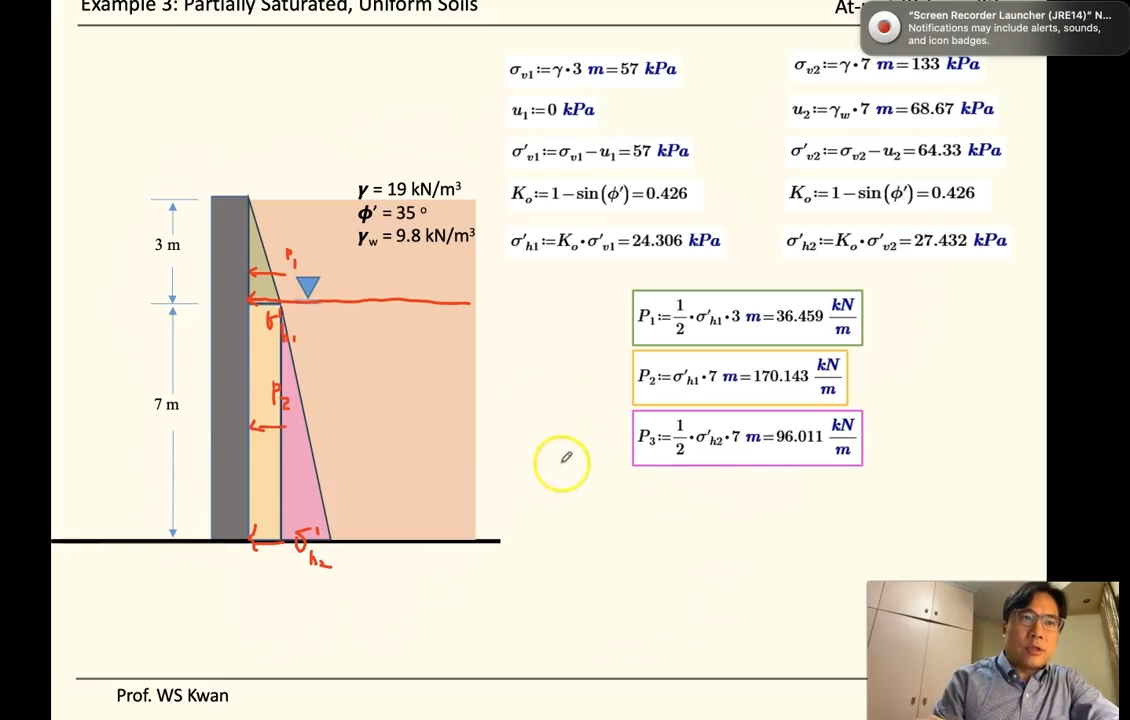 Example 3: Partially Saturated, Uniform Soils
At-
"Screen Recorder Launcher (JRE14)" N...
Notifications may include alerts, sounds,
and icon badges.
σv1:=γ·3 m=57 kPa
u1:=0 kPa
σ′v1:=σv1−u1=57 kPa
Ko:=1−sin(ϕ′)=0.426
σ′h1:=Ko·σ′v1=24.306 kPa
σv2:=γ·7 m=133 kPa
u2:=γw·7 m=68.67 kPa
σ′v2:=σv2−u2=64.33 kPa
Ko:=1−sin(ϕ′)=0.426
σ′h2:=Ko·σ′v2=27.432 kPa
γ = 19 kN/m³
ϕ′ = 35 °
γw = 9.8 kN/m³
3 m
7 m
P1
σ′h1
P2
σ′h2
P1:=1/2·σ′h1·3 m=36.459 kN/m
P2:=σ′h1·7 m=170.143 kN/m
P3:=1/2·σ′h2·7 m=96.011 kN/m
Prof. WS Kwan